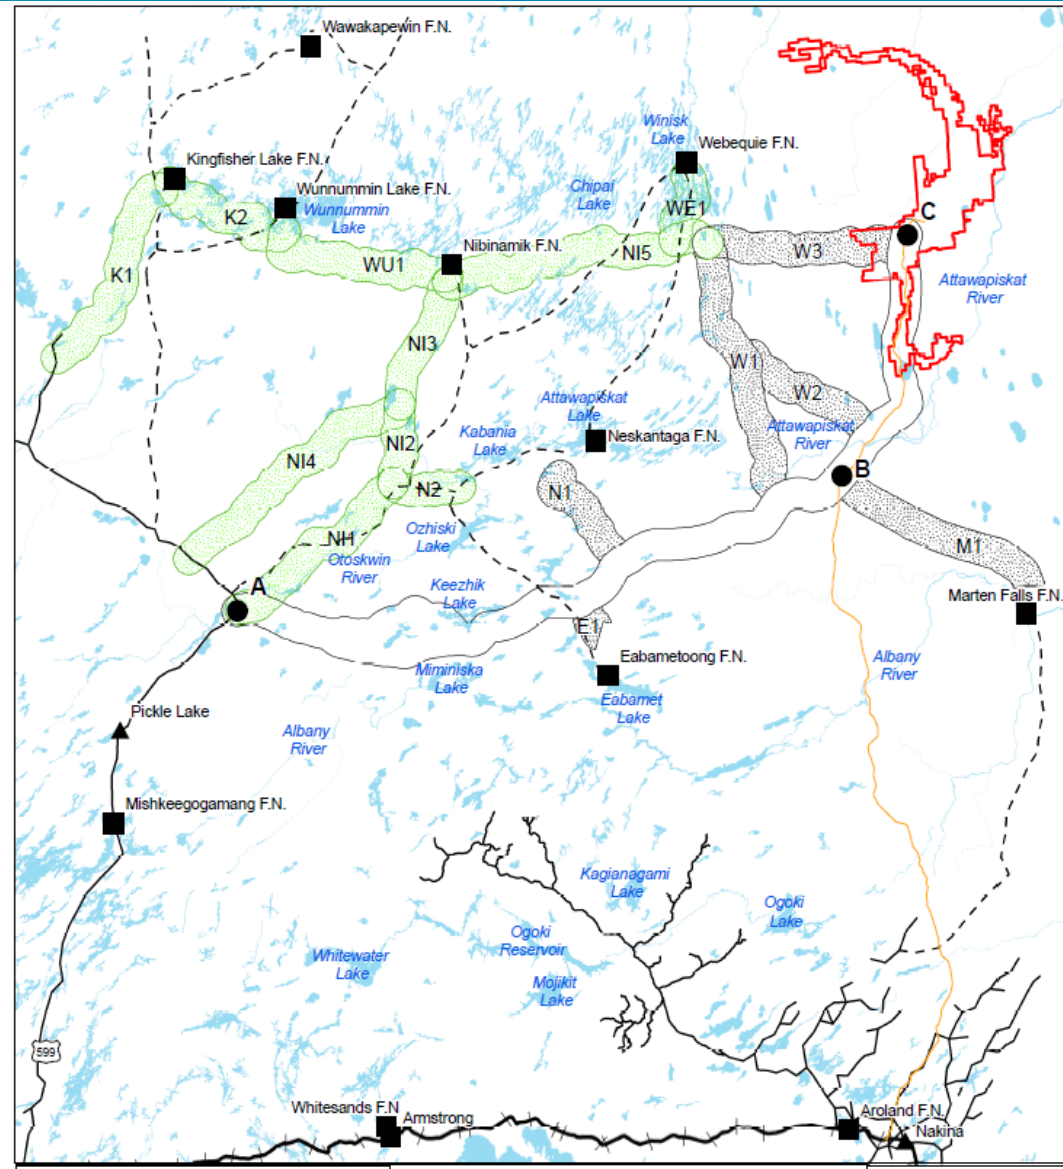 Wawakapewin F.N.
Winisk
Lake
Webequie F.N.
Kingfisher Lake F.N.
Wunnummin Lake F.N.
Wunnummin
Lake
Chipai
Lake
K2
WE1
C
Nibinamik F.N.
K1
WU1
NI5
W3
Attawapiskat
River
NI3
W1
W2
Attawapiskat
Lake
Attawapiskat
River
Kabania
Lake
Neskantaga F.N.
NI4
NI2
B
N2
N1
Ozhiski
Lake
NI1
Otoskwin
River
M1
A
Keezhik
Lake
Marten Falls F.N.
E1
Eabametoong F.N.
Miminiska
Lake
Albany
River
Eabamet
Lake
Pickle Lake
Albany
River
Mishkeegogamang F.N.
Kagianagami
Lake
Ogoki
Lake
Ogoki
Reservoir
Whitewater
Lake
Mojikit
Lake
599
Whitesands F.N
Armstrong
Aroland F.N.
Nakina